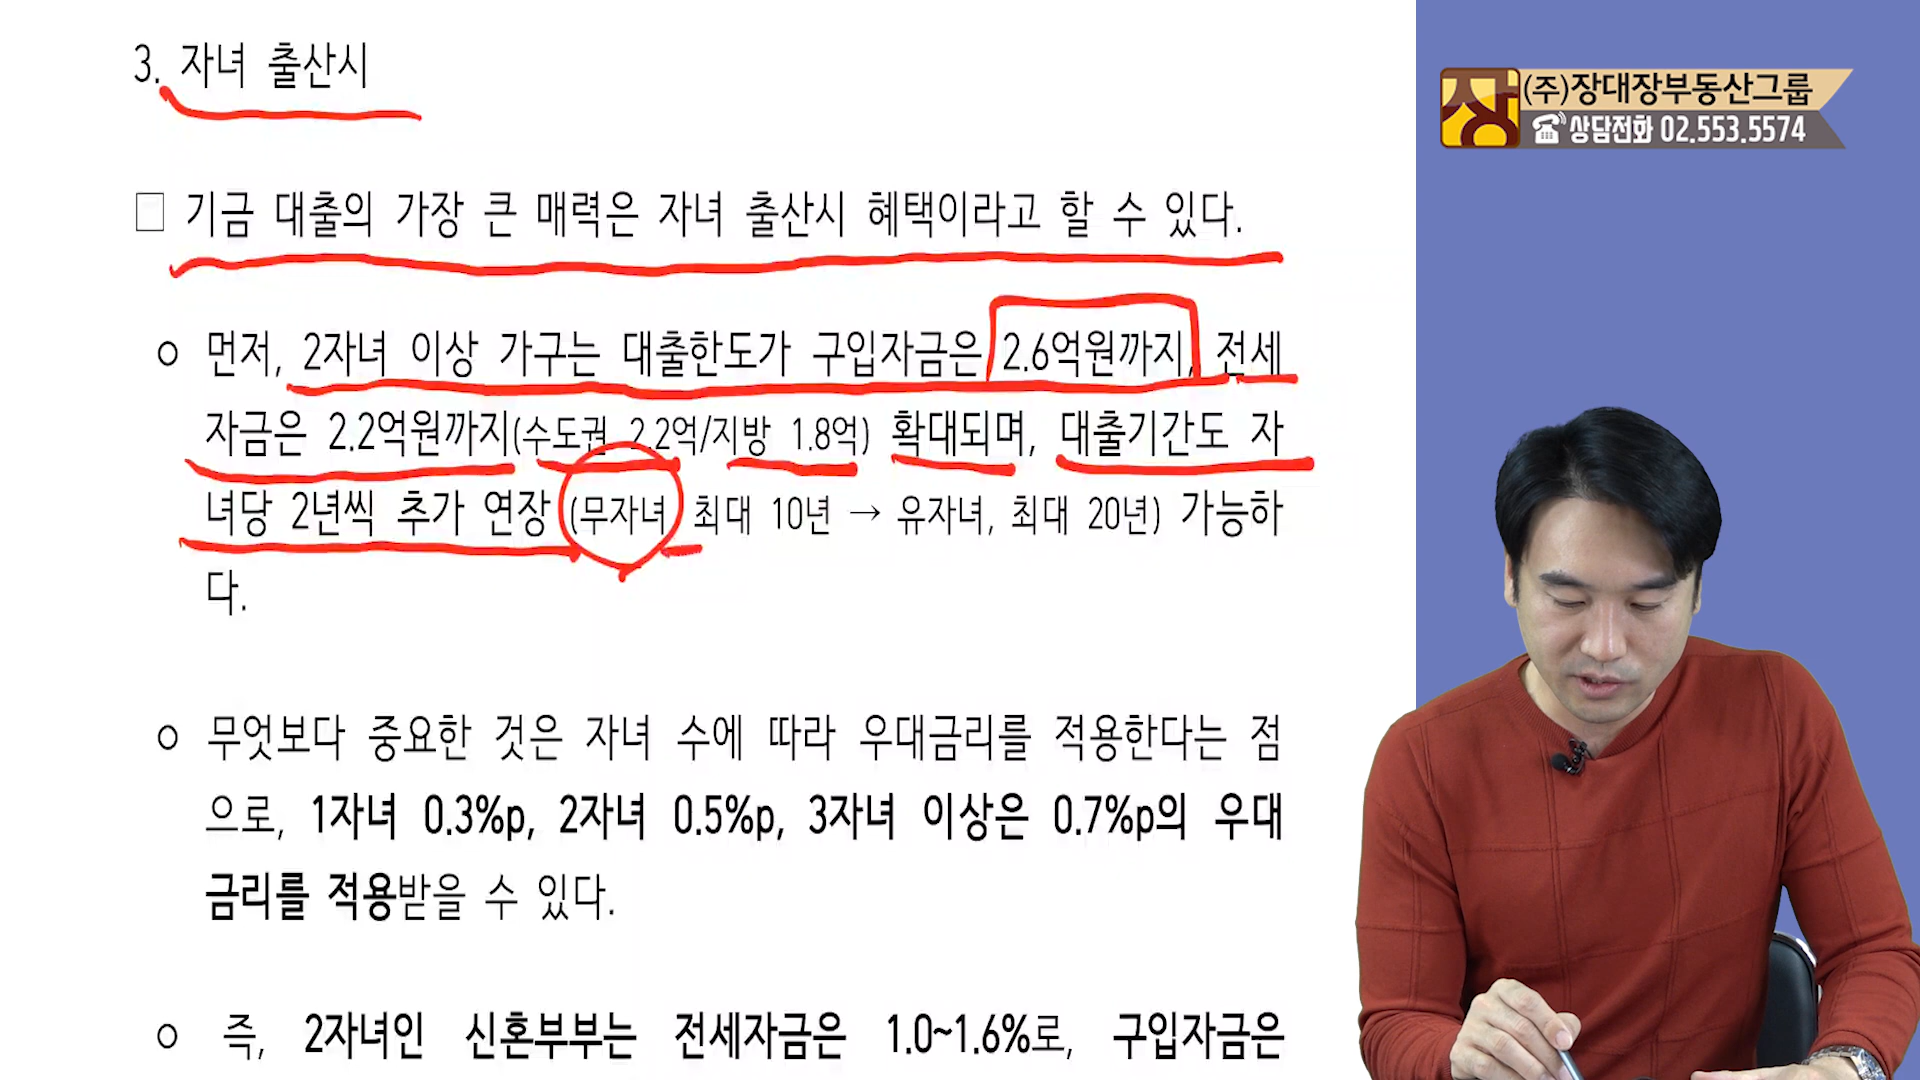 3. 자녀 출산시
□ 기금 대출의 가장 큰 매력은 자녀 출산시 혜택이라고 할 수 있다.
ㅇ 먼저, 2자녀 이상 가구는 대출한도가 구입자금은 2.6억원까지, 전세
자금은 2.2억원까지(수도권 2.2억/지방 1.8억) 확대되며, 대출기간도 자
녀당 2년씩 추가 연장 (무자녀 최대 10년 → 유자녀, 최대 20년) 가능하
다.
ㅇ 무엇보다 중요한 것은 자녀 수에 따라 우대금리를 적용한다는 점
으로, 1자녀 0.3%p, 2자녀 0.5%p, 3자녀 이상은 0.7%p의 우대
금리를 적용받을 수 있다.
ㅇ 즉, 2자녀인 신혼부부는 전세자금은 1.0~1.6%로, 구입자금은
장
(주)장대장부동산그룹
상담전화 02.553.5574